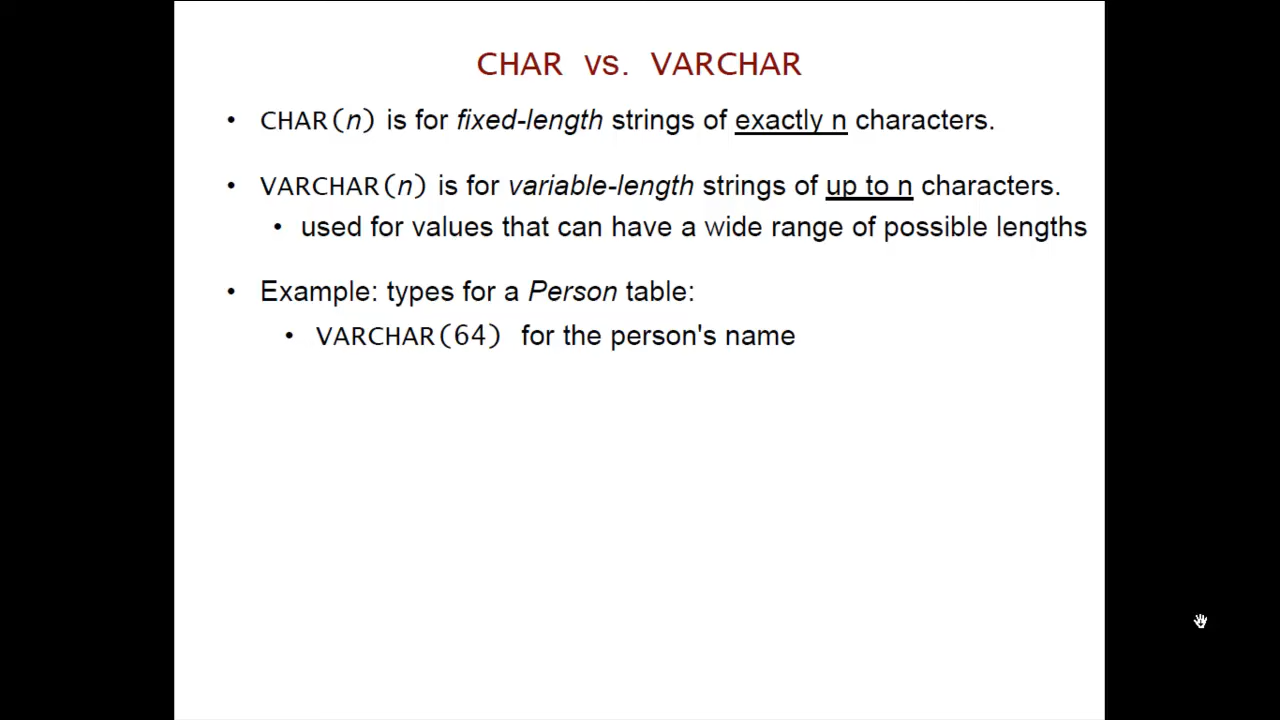 CHAR vs. VARCHAR
• CHAR(n) is for fixed-length strings of exactly n characters.
• VARCHAR(n) is for variable-length strings of up to n characters.
• used for values that can have a wide range of possible lengths
• Example: types for a Person table:
• VARCHAR(64) for the person's name